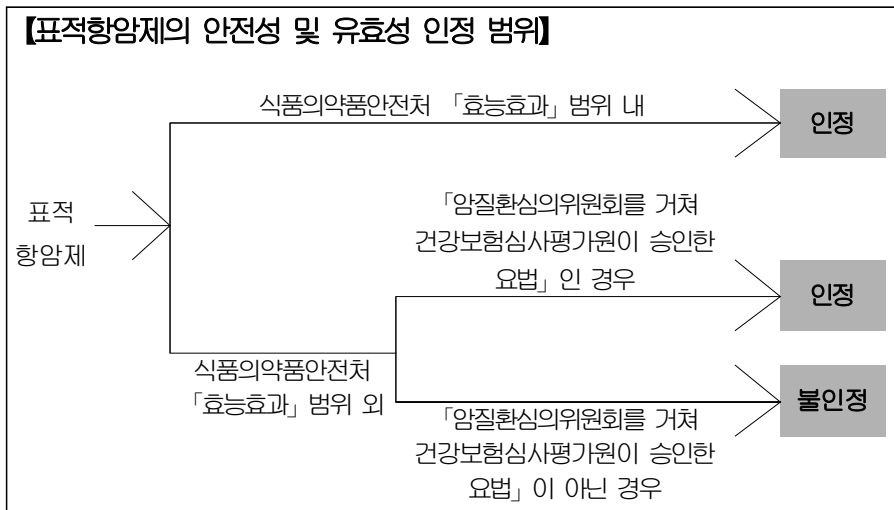 【표적항암제의 안전성 및 유효성 인정 범위】
식품의약품안전처 「효능효과」범위 내
인정
표적
항암제
「암질환심의위원회를 거쳐
건강보험심사평가원이 승인한
요법」인 경우
인정
식품의약품안전처
「효능효과」범위 외
불인정
「암질환심의위원회를 거쳐
건강보험심사평가원이 승인한
요법」이 아닌 경우